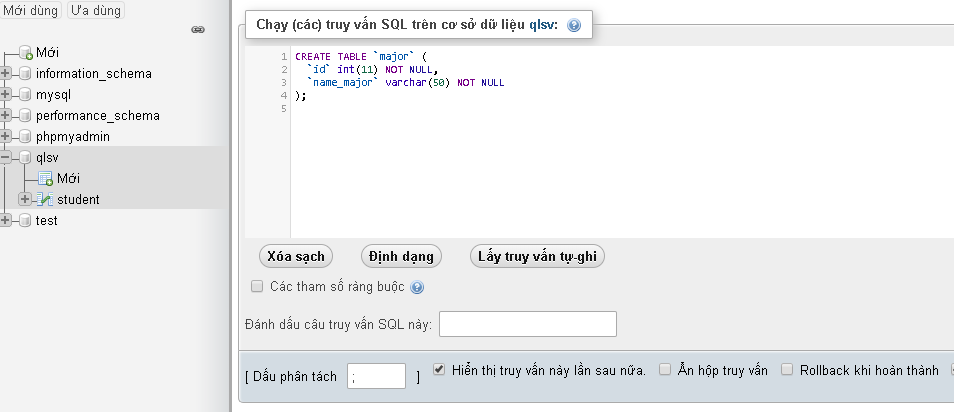 Mới dùng Ưa dùng
Mới
information_schema
mysql
performance_schema
phpmyadmin
qlsv
Mới
student
test
Chạy (các) truy vấn SQL trên cơ sở dữ liệu qlsv:
1 CREATE TABLE `major` (
2 `id` int(11) NOT NULL,
3 `name_major` varchar(50) NOT NULL
4 );
5
Xóa sạch Định dạng Lấy truy vấn tự-ghi
Các tham số ràng buộc
Đánh dấu câu truy vấn SQL này:
[ Dấu phân tách ; ] Hiển thị truy vấn này lần sau nữa. Ẩn hộp truy vấn Rollback khi hoàn thành